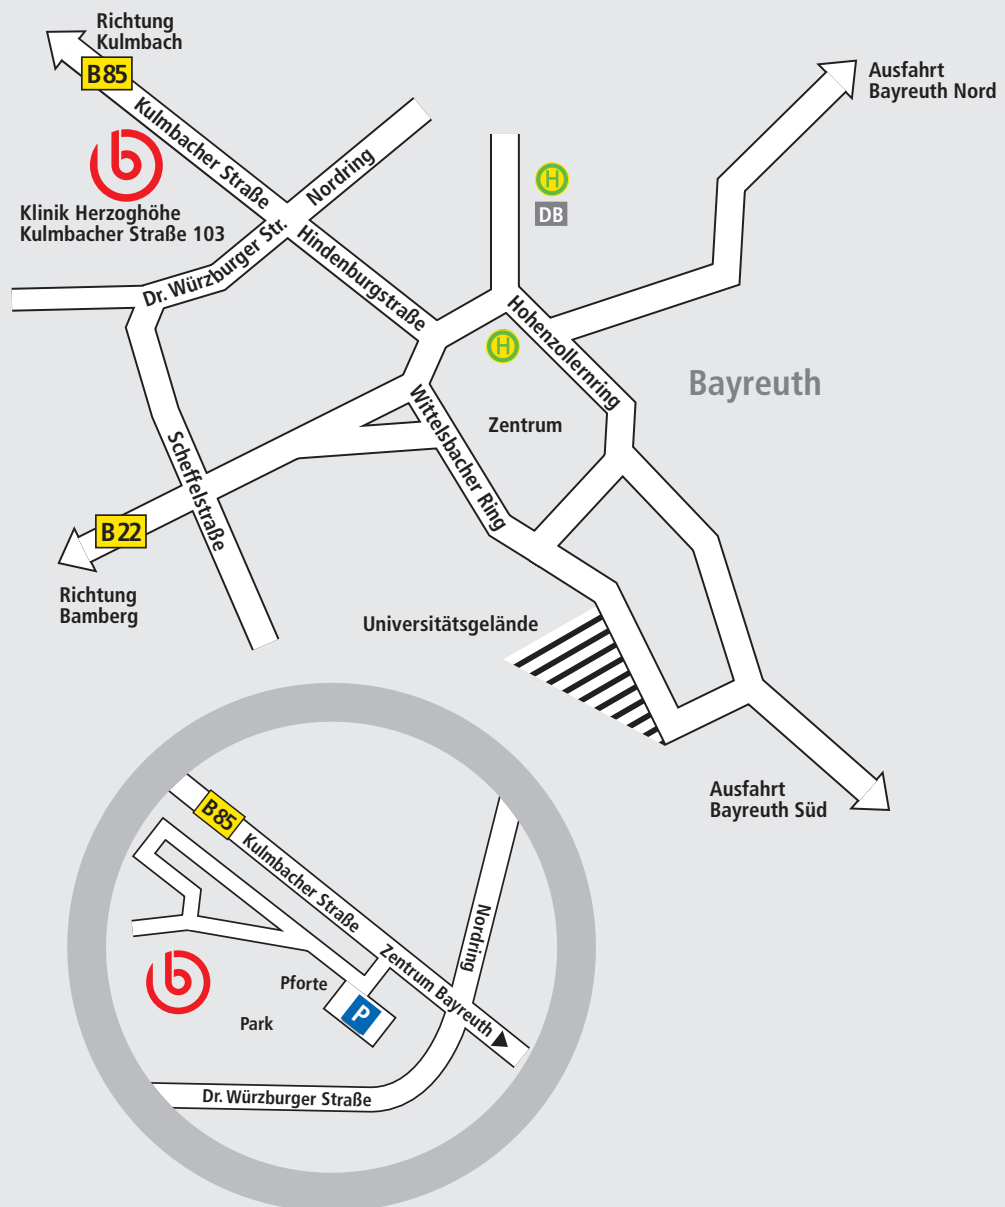 Richtung
Kulmbach
B85
Ausfahrt
Bayreuth Nord
Kulmbacher Straße
Nordring
b
Klinik Herzoghöhe
Kulmbacher Straße 103
H
DB
Dr. Würzburger Str.
Hindenburgstraße
Hohenzollernring
H
Bayreuth
Wittelsbacher Ring
Zentrum
Scheffelstraße
B22
Richtung
Bamberg
Universitätsgelände
Ausfahrt
Bayreuth Süd
B85
Kulmbacher Straße
Nordring
Zentrum Bayreuth
b
Pforte
P
Park
Dr. Würzburger Straße